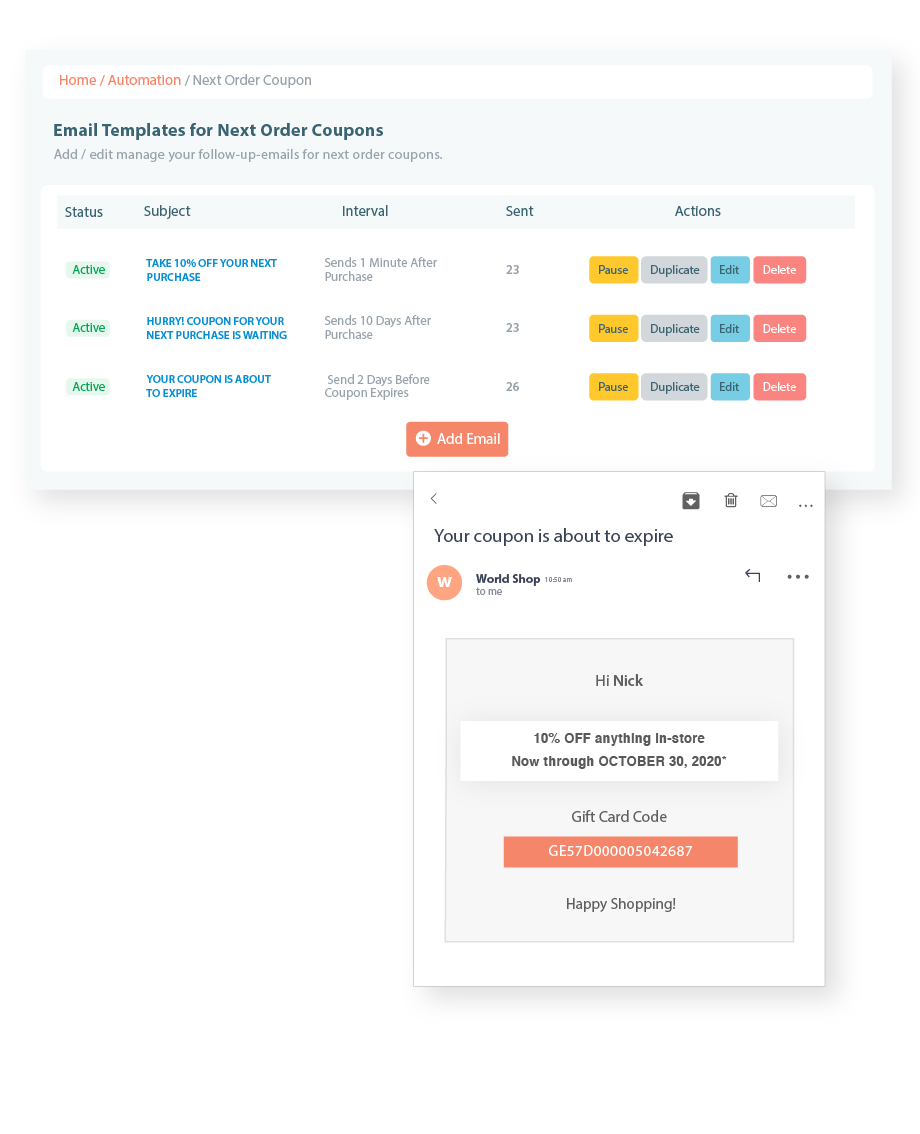 Home / Automation / Next Order Coupon
Email Templates for Next Order Coupons
Add / edit manage your follow-up-emails for next order coupons.
Status Subject Interval Sent Actions
Active TAKE 10% OFF YOUR NEXT Sends 1 Minute After 23 Pause Duplicate Edit Delete
PURCHASE Purchase
Active HURRY! COUPON FOR YOUR Sends 10 Days After 23 Pause Duplicate Edit Delete
NEXT PURCHASE IS WAITING Purchase
Active YOUR COUPON IS ABOUT Send 2 Days Before 26 Pause Duplicate Edit Delete
TO EXPIRE Coupon Expires
Add Email
Your coupon is about to expire
W World Shop 10:50 am
to me
Hi Nick
10% OFF anything in-store
Now through OCTOBER 30, 2020*
Gift Card Code
GE57D000005042687
Happy Shopping!